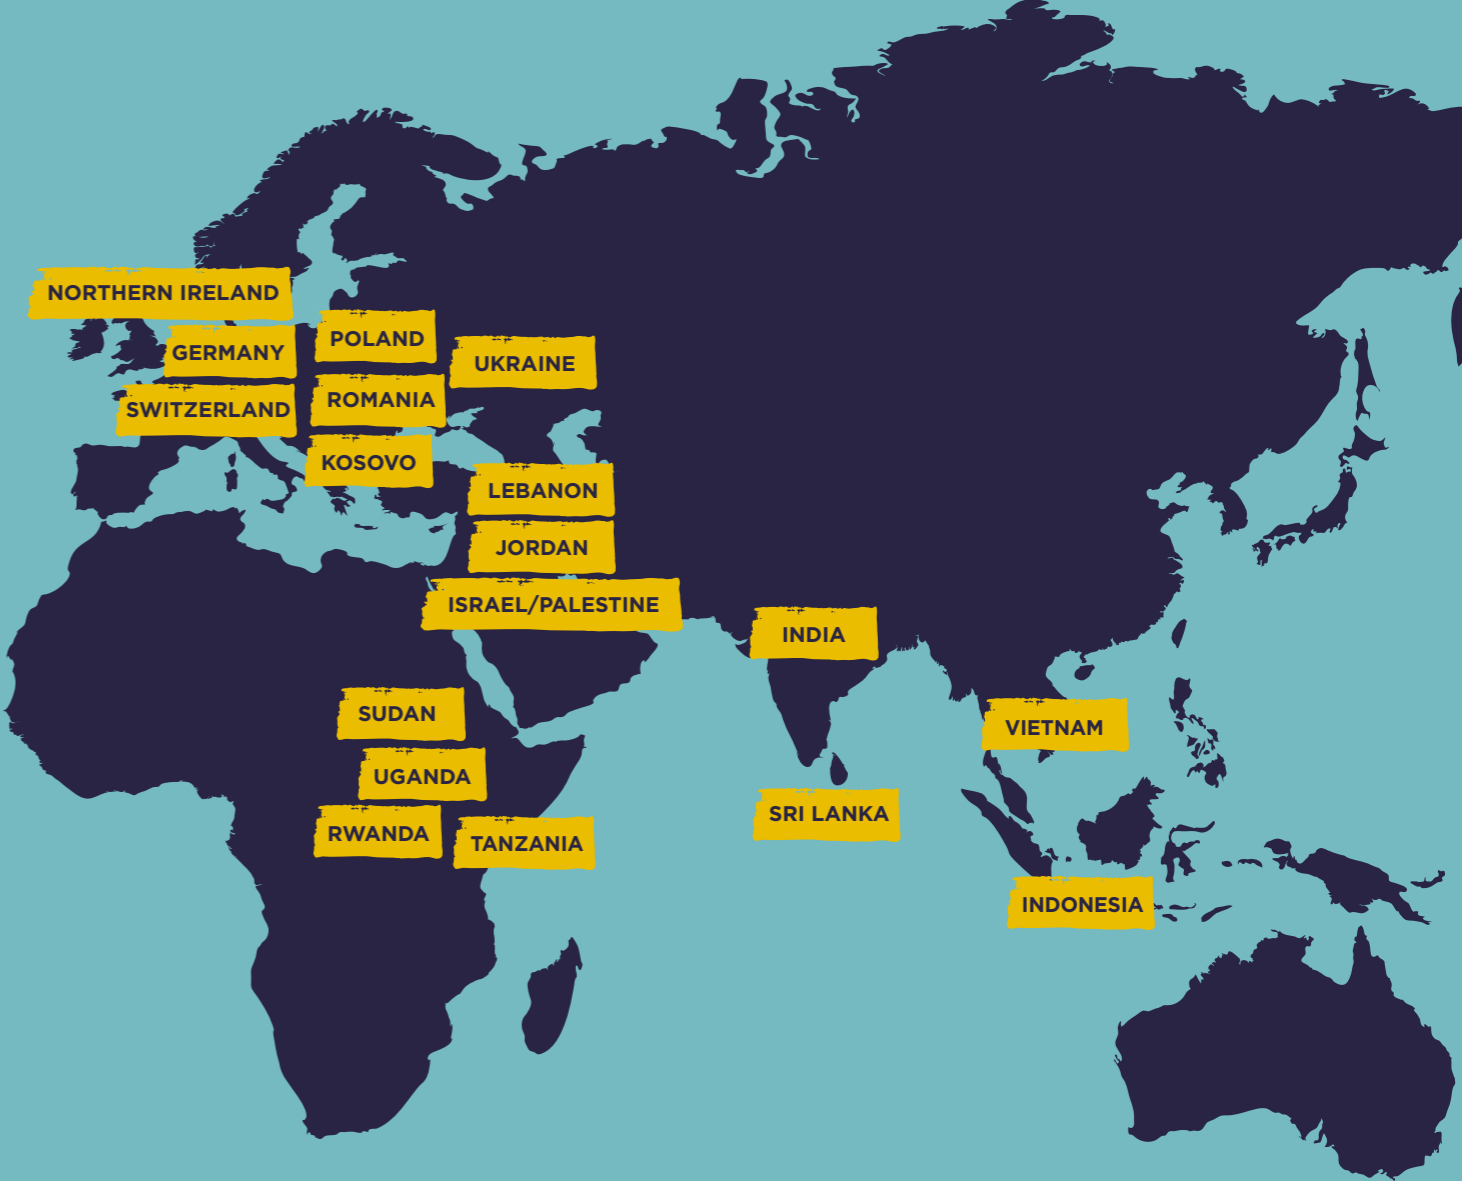 NORTHERN IRELAND
GERMANY
POLAND
UKRAINE
SWITZERLAND
ROMANIA
KOSOVO
LEBANON
JORDAN
ISRAEL/PALESTINE
INDIA
SUDAN
VIETNAM
UGANDA
SRI LANKA
RWANDA
TANZANIA
INDONESIA